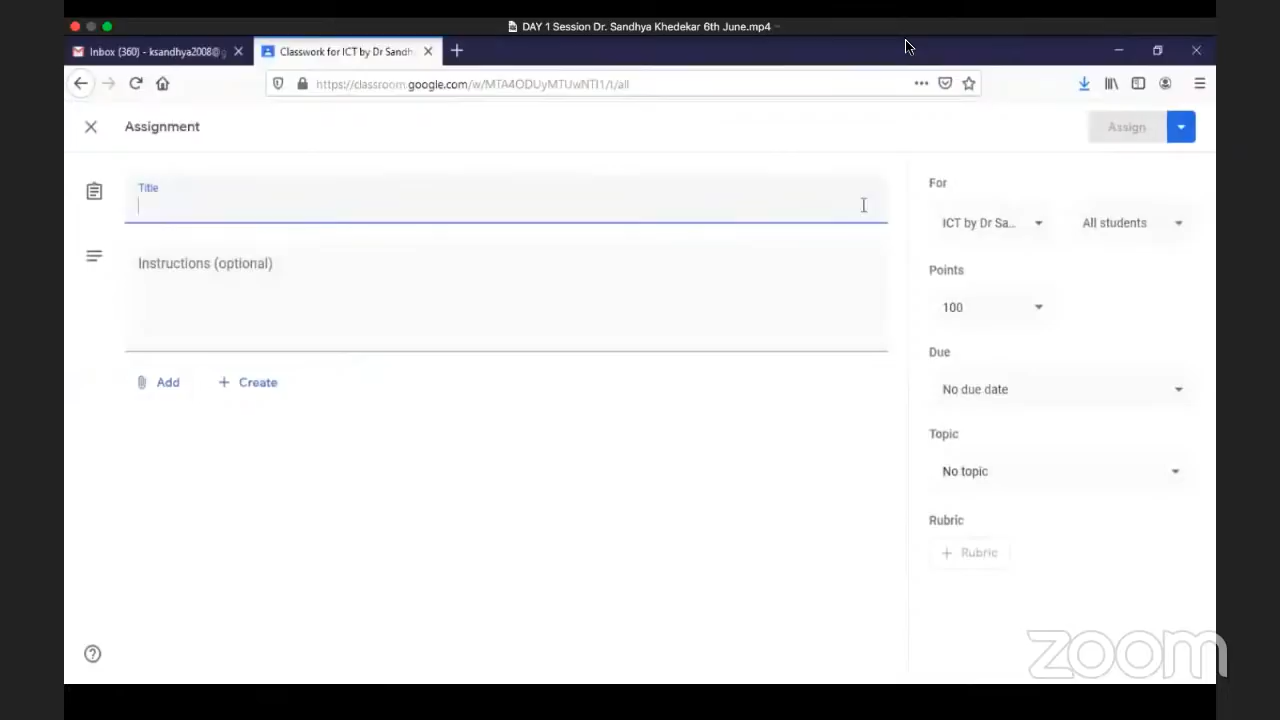 DAY 1 Session Dr. Sandhya Khedekar 6th June.mp4
Inbox (360) - ksandhya2008@g
Classwork for ICT by Dr Sandh
https://classroom.google.com/w/MTA4ODUyMTUwNTI1/t/all
Assignment
Assign
Title
Instructions (optional)
Add
Create
For
ICT by Dr Sa...
All students
Points
100
Due
No due date
Topic
No topic
Rubric
+ Rubric
zoom